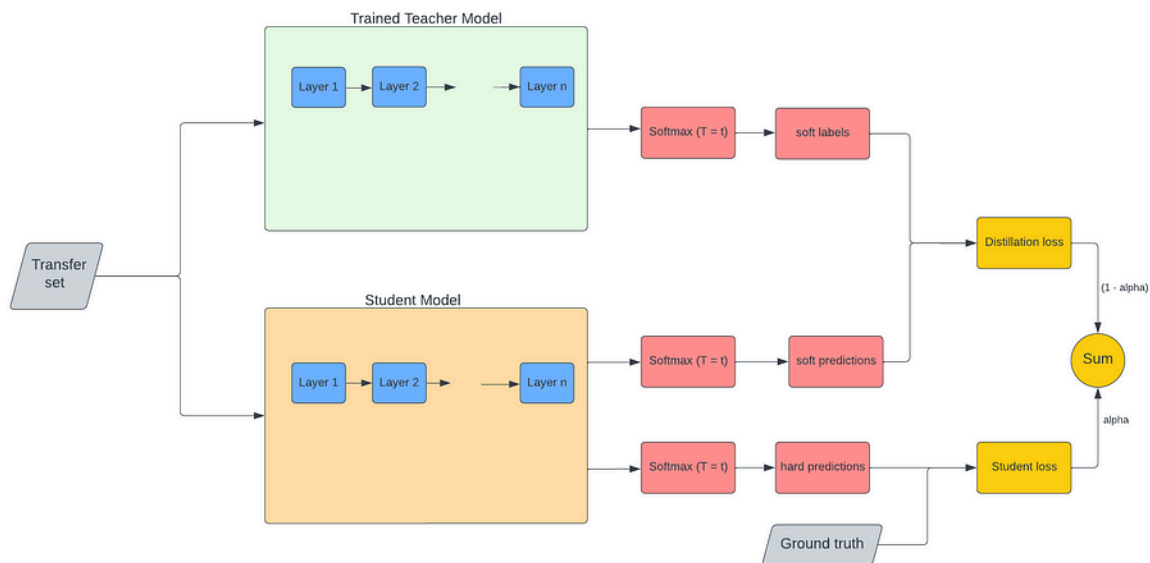 Trained Teacher Model
Layer 1
Layer 2
Layer n
Softmax (T = t)
soft labels
Transfer
set
Distillation loss
(1 - alpha)
Student Model
Layer 1
Layer 2
Layer n
Softmax (T = t)
soft predictions
Sum
alpha
Softmax (T = t)
hard predictions
Student loss
Ground truth